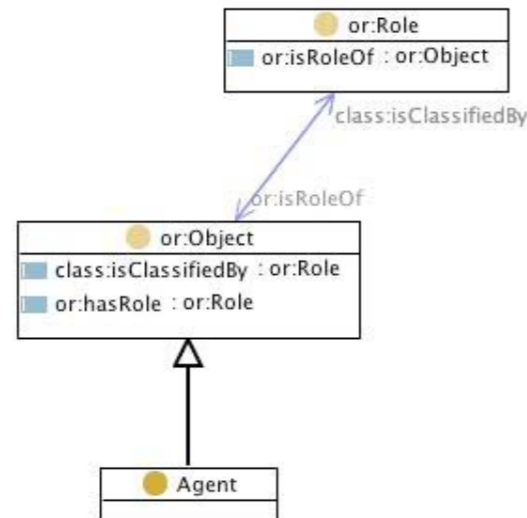 or:Role
or:isRoleOf : or:Object
class:isClassifiedBy
or:isRoleOf
or:Object
class:isClassifiedBy : or:Role
or:hasRole : or:Role
Agent